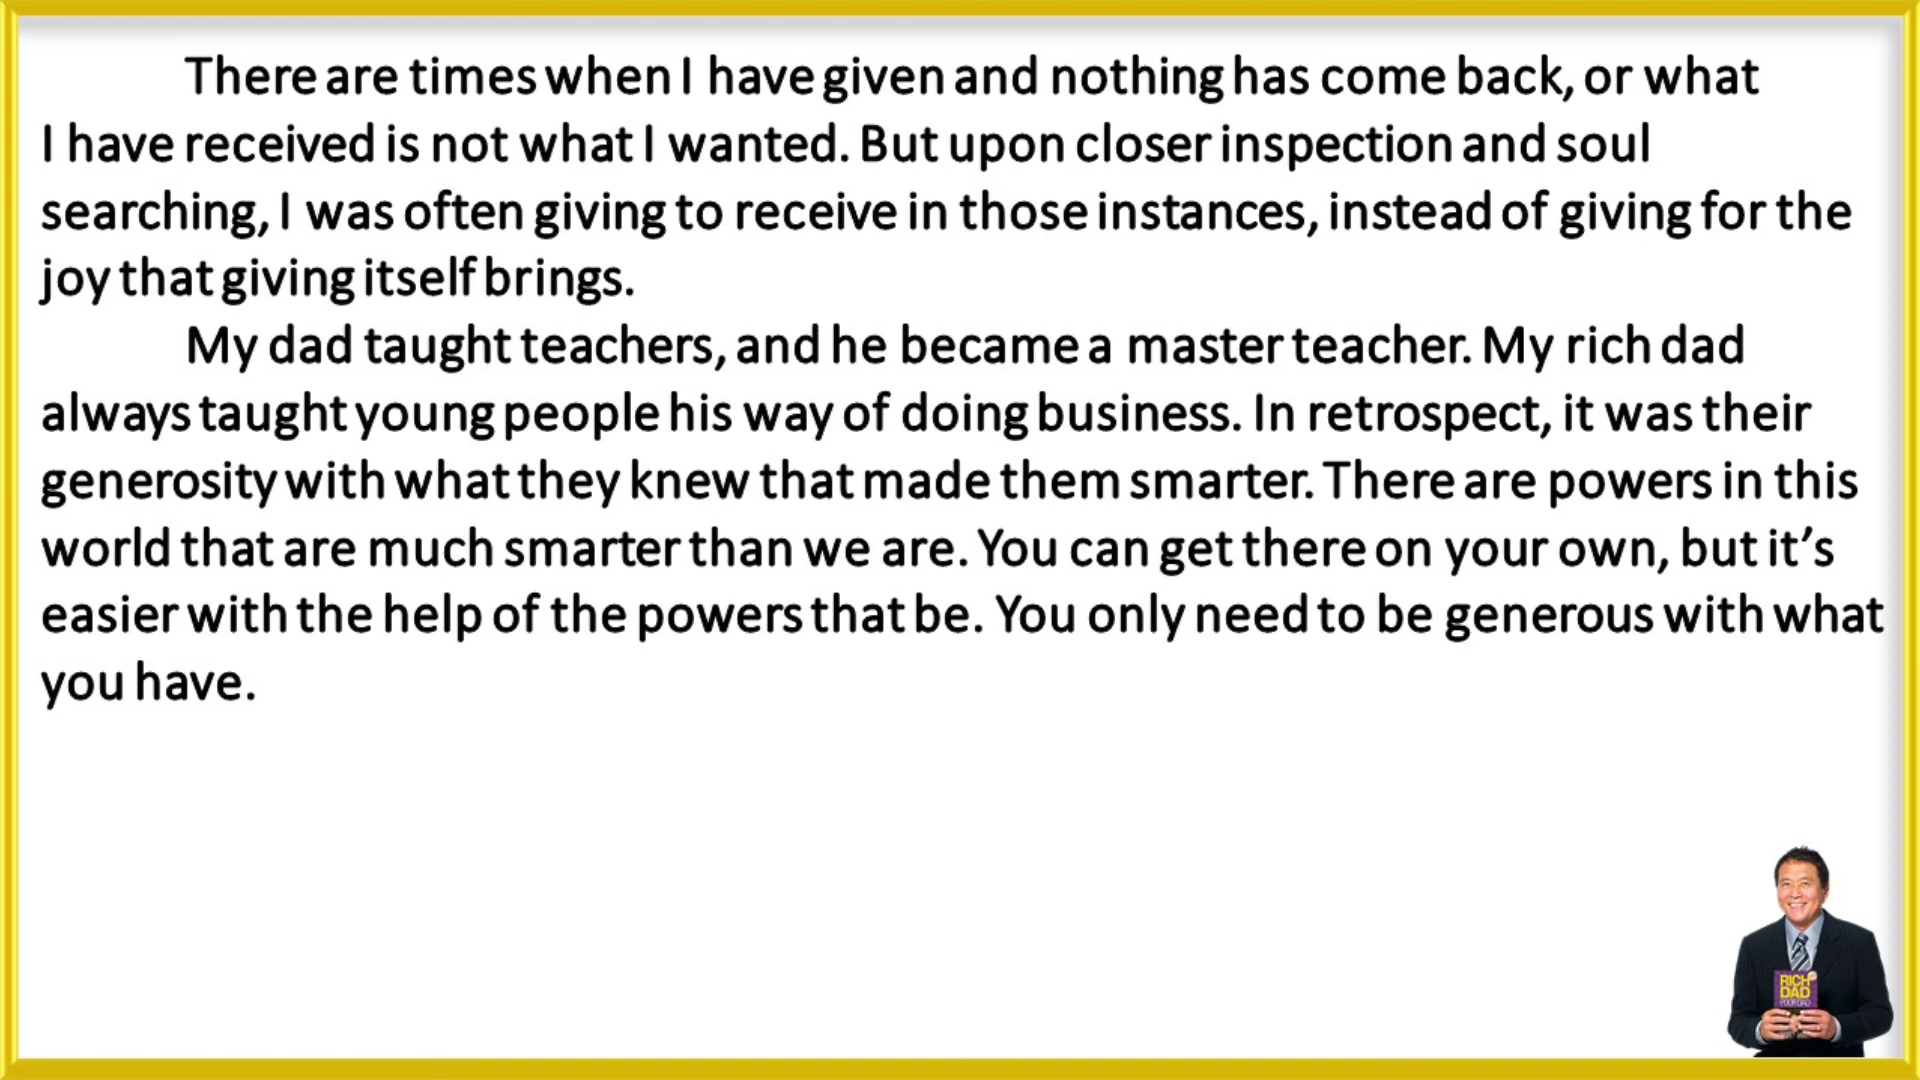 There are times when I have given and nothing has come back, or what
I have received is not what I wanted. But upon closer inspection and soul
searching, I was often giving to receive in those instances, instead of giving for the
joy that giving itself brings.
My dad taught teachers, and he became a master teacher. My rich dad
always taught young people his way of doing business. In retrospect, it was their
generosity with what they knew that made them smarter. There are powers in this
world that are much smarter than we are. You can get there on your own, but it’s
easier with the help of the powers that be. You only need to be generous with what
you have.
RICH
DAD
POOR DAD